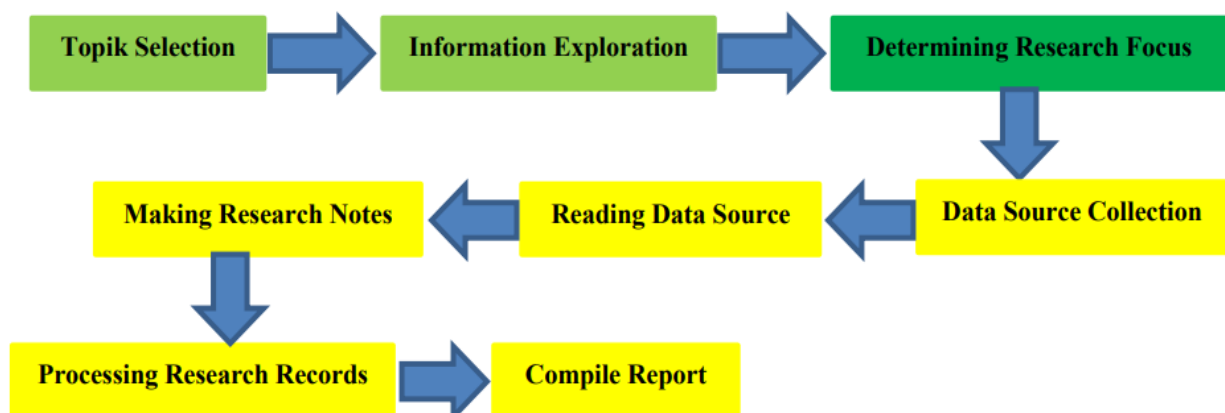 Topik Selection
Information Exploration
Determining Research Focus
Data Source Collection
Reading Data Source
Making Research Notes
Processing Research Records
Compile Report